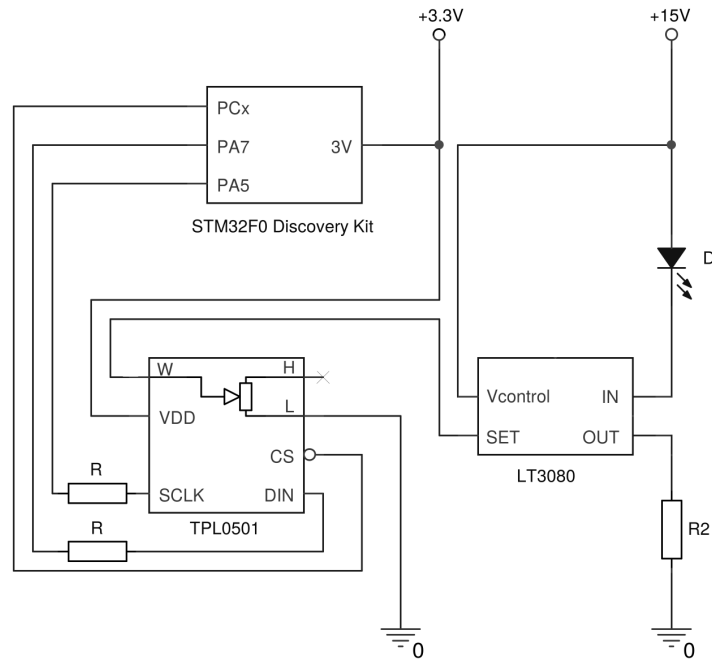 +3.3V
+15V
PCx
PA7
3V
PA5
STM32F0 Discovery Kit
D
W
H
L
VDD
CS
SCLK
DIN
TPL0501
R
R
Vcontrol
IN
SET
OUT
LT3080
R2
0
0